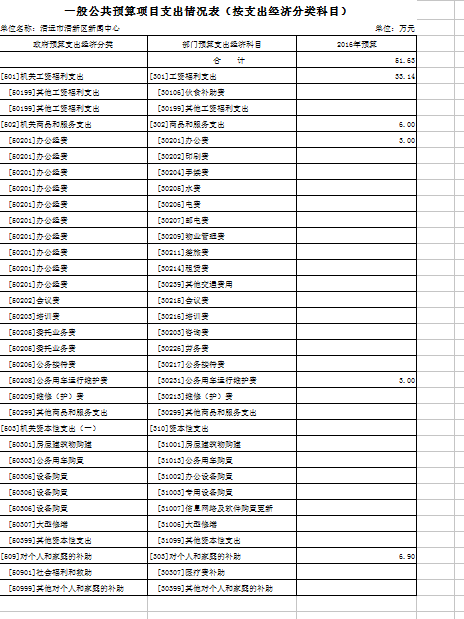 一般公共预算项目支出情况表（按支出经济分类科目）
单位名称：清远市清新区新闻中心 单位：万元
政府预算支出经济分类 部门预算支出经济科目 2018年预算
合 计 51.63
[501]机关工资福利支出 [301]工资福利支出 33.14
[50199]其他工资福利支出 [30106]伙食补助费
[50199]其他工资福利支出 [30199]其他工资福利支出
[502]机关商品和服务支出 [302]商品和服务支出 6.00
[50201]办公经费 [30201]办公费 3.00
[50201]办公经费 [30202]印刷费
[50201]办公经费 [30204]手续费
[50201]办公经费 [30205]水费
[50201]办公经费 [30206]电费
[50201]办公经费 [30207]邮电费
[50201]办公经费 [30209]物业管理费
[50201]办公经费 [30211]差旅费
[50201]办公经费 [30214]租赁费
[50201]办公经费 [30239]其他交通费用
[50202]会议费 [30215]会议费
[50203]培训费 [30216]培训费
[50205]委托业务费 [30203]咨询费
[50205]委托业务费 [30226]劳务费
[50206]公务接待费 [30217]公务接待费
[50208]公务用车运行维护费 [30231]公务用车运行维护费 3.00
[50209]维修（护）费 [30213]维修（护）费
[50299]其他商品和服务支出 [30299]其他商品和服务支出
[503]机关资本性支出（一） [310]资本性支出
[50301]房屋建筑物购建 [31001]房屋建筑物购建
[50303]公务用车购置 [31013]公务用车购置
[50306]设备购置 [31002]办公设备购置
[50306]设备购置 [31003]专用设备购置
[50306]设备购置 [31007]信息网络及软件购置更新
[50307]大型修缮 [31006]大型修缮
[50399]其他资本性支出 [31099]其他资本性支出
[509]对个人和家庭的补助 [303]对个人和家庭的补助 6.90
[50901]社会福利和救助 [30307]医疗费补助
[50999]其他对个人和家庭的补助 [30399]其他对个人和家庭的补助